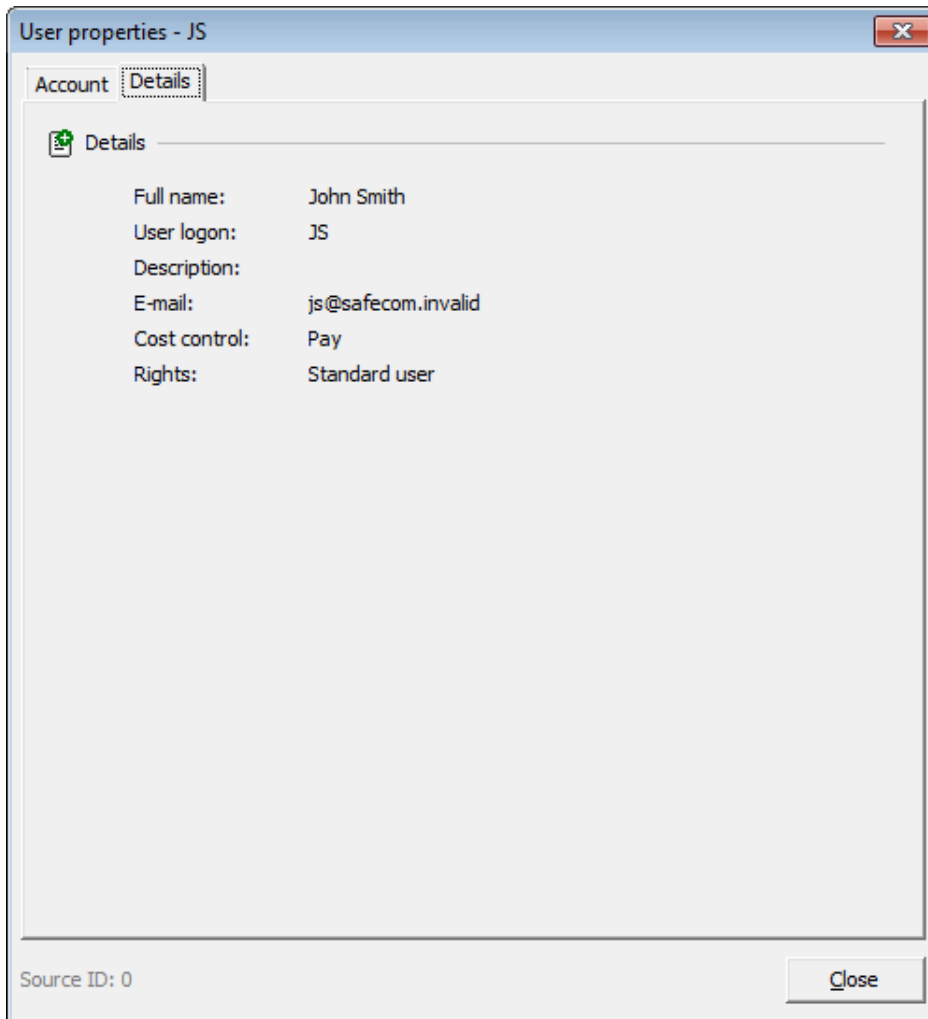 User properties - JS
Account Details
Details
Full name: John Smith
User logon: JS
Description:
E-mail: js@safecom.invalid
Cost control: Pay
Rights: Standard user
Source ID: 0 Close